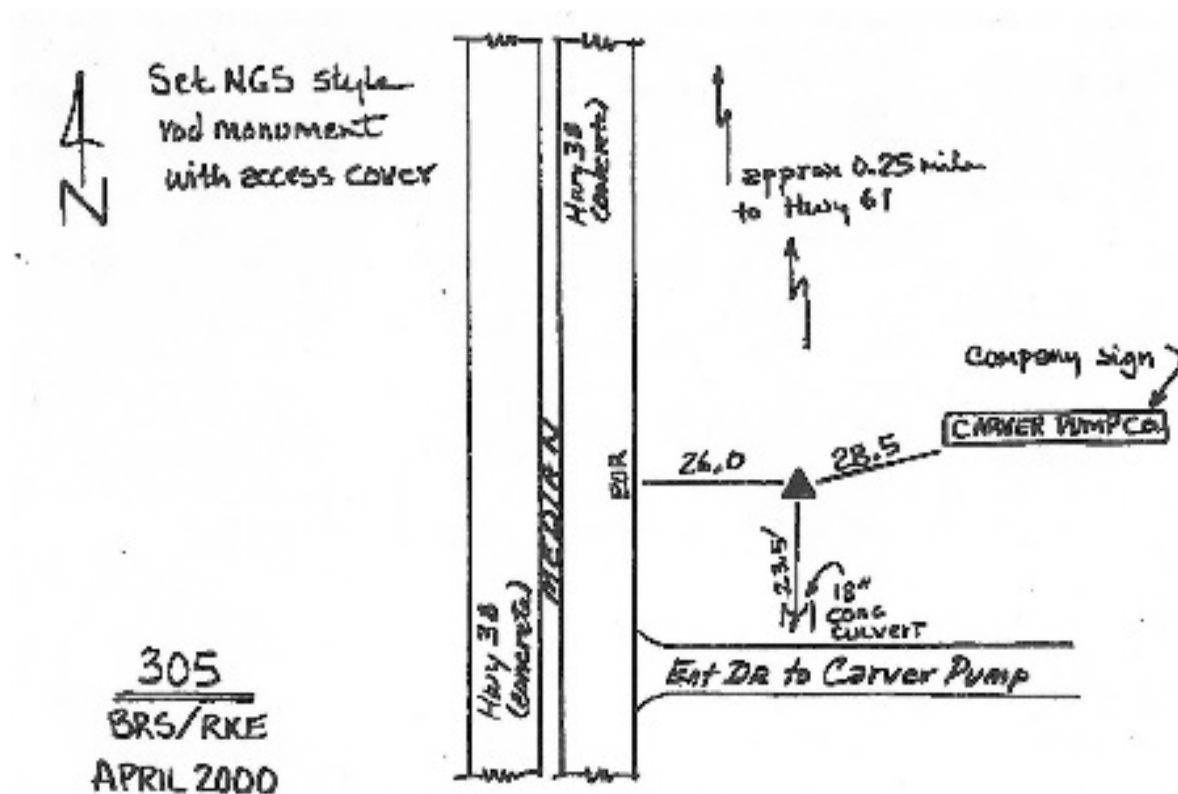 Set NGS style
rod monument
with access cover
N
Hwy 38
(concrete)
approx 0.25 mile
to Hwy 61
Company sign
CARVER PUMP CO.
26.0
28.5
EOR
MEDIAN
23.5'
18"
CONC
CULVERT
Hwy 38
(concrete)
Ent DR to Carver Pump
305
BRS/RKE
APRIL 2000